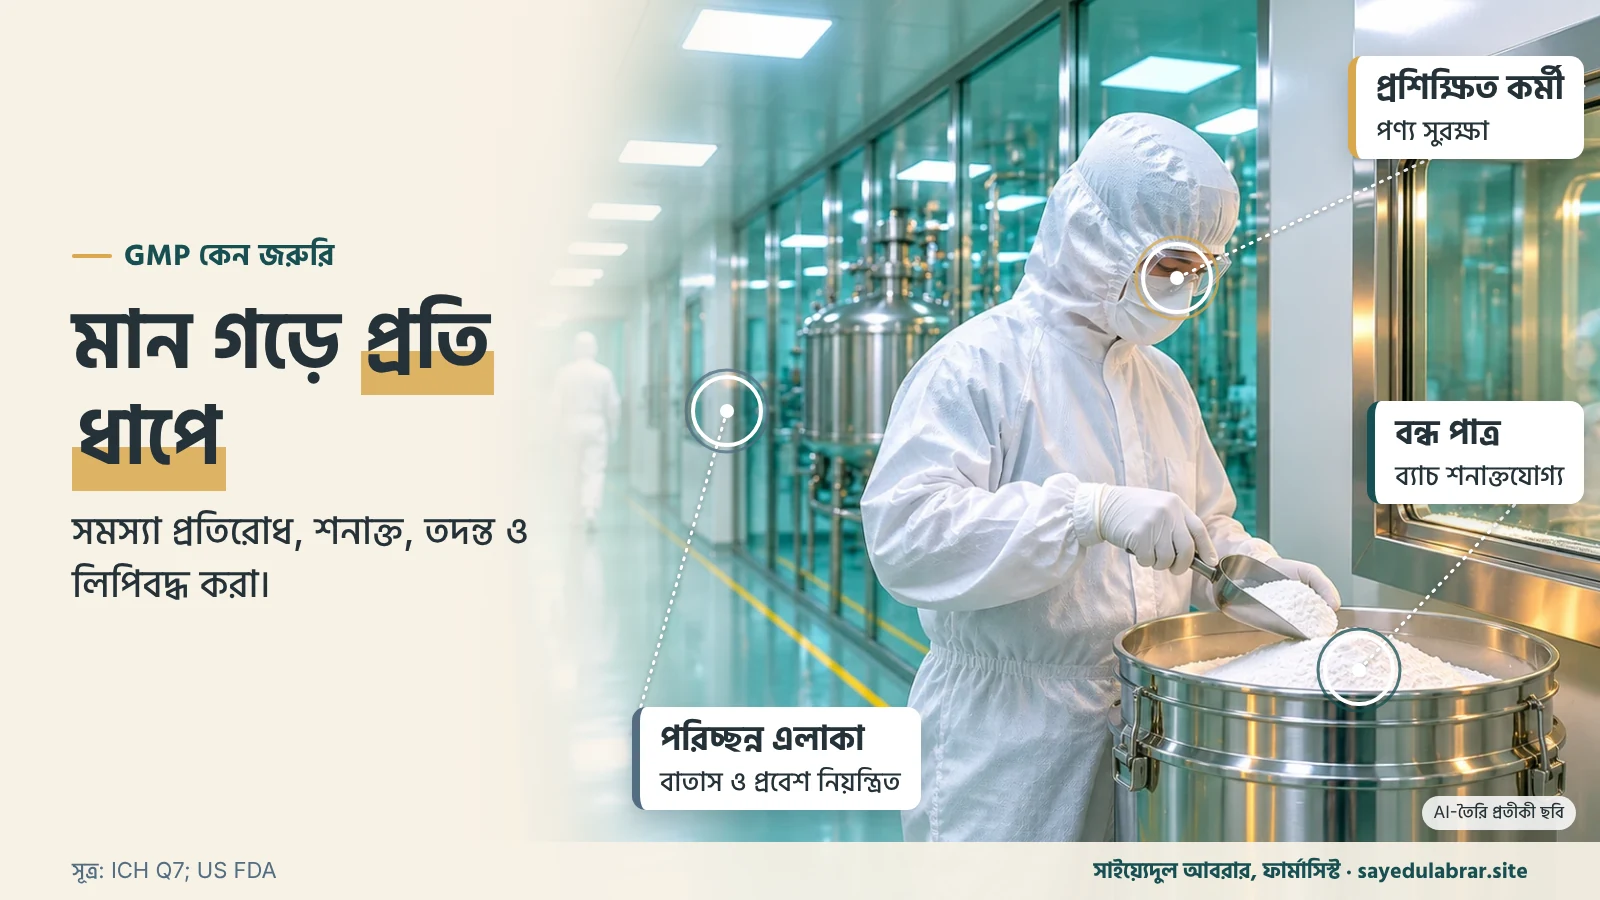 GMP কেন জরুরি
মান গড়ে প্রতি
ধাপে
সমস্যা প্রতিরোধ, শনাক্ত, তদন্ত ও
লিপিবদ্ধ করা।
প্রশিক্ষিত কর্মী
পণ্য সুরক্ষা
বন্ধ পাত্র
ব্যাচ শনাক্তযোগ্য
পরিচ্ছন্ন এলাকা
বাতাস ও প্রবেশ নিয়ন্ত্রিত
AI-তৈরি প্রতীকী ছবি
সূত্র: ICH Q7; US FDA
সাইয়্যেদুল আবরার, ফার্মাসিস্ট · sayedulabrar.site